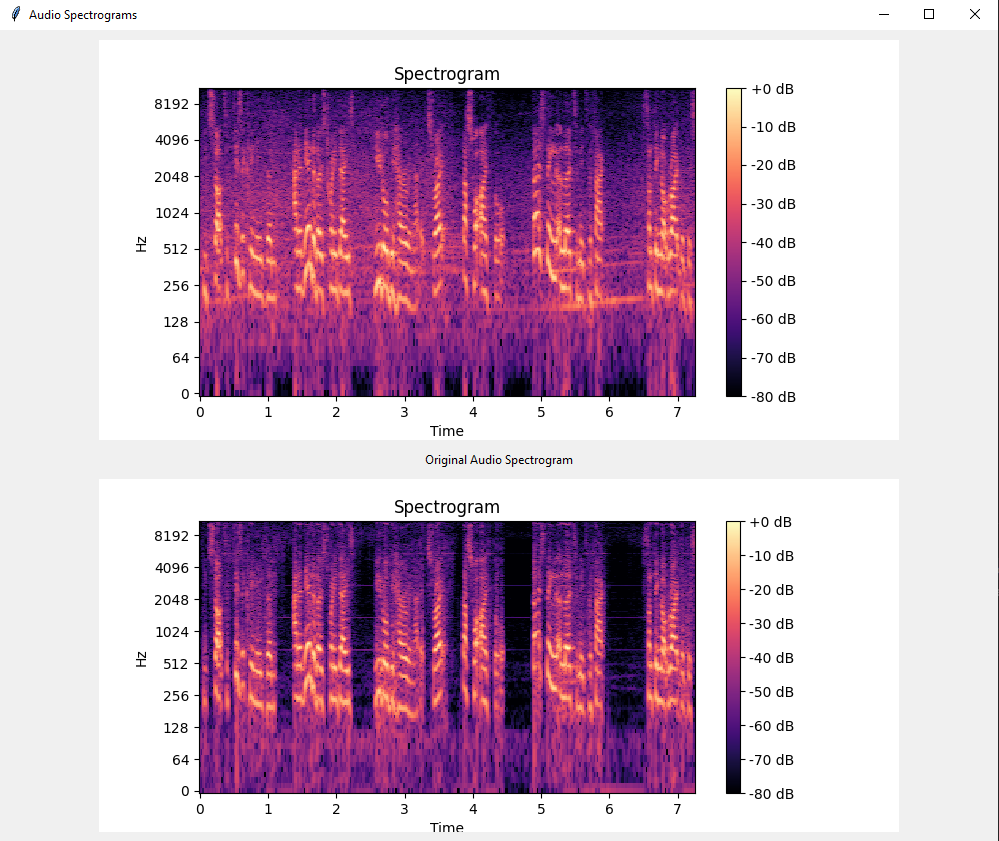 Audio Spectrograms
Spectrogram
8192
4096
2048
1024
512
256
128
64
0
Hz
0 1 2 3 4 5 6 7
Time
+0 dB
-10 dB
-20 dB
-30 dB
-40 dB
-50 dB
-60 dB
-70 dB
-80 dB
Original Audio Spectrogram
Spectrogram
8192
4096
2048
1024
512
256
128
64
0
Hz
0 1 2 3 4 5 6 7
Time
+0 dB
-10 dB
-20 dB
-30 dB
-40 dB
-50 dB
-60 dB
-70 dB
-80 dB